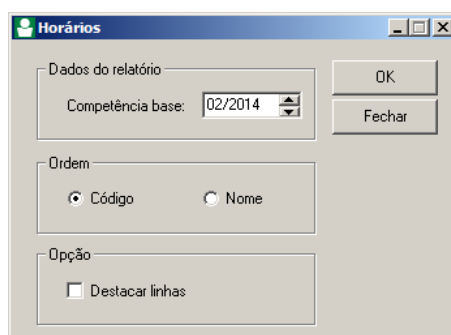 Horários
Dados do relatório
Competência base: 02/2014
OK
Fechar
Ordem
Código Nome
Opção
Destacar linhas